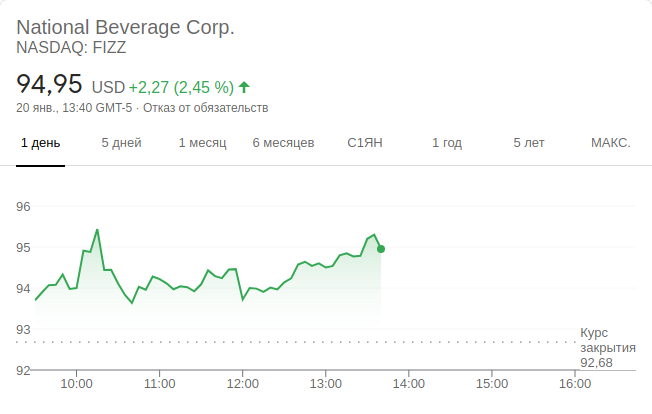 National Beverage Corp.
NASDAQ: FIZZ
94,95 USD +2,27 (2,45 %)
20 янв., 13:40 GMT-5 · Отказ от обязательств
1 день 5 дней 1 месяц 6 месяцев С1ЯН 1 год 5 лет МАКС.
96
95
94
93
Курс
закрытия
92,68
92
10:00 11:00 12:00 13:00 14:00 15:00 16:00